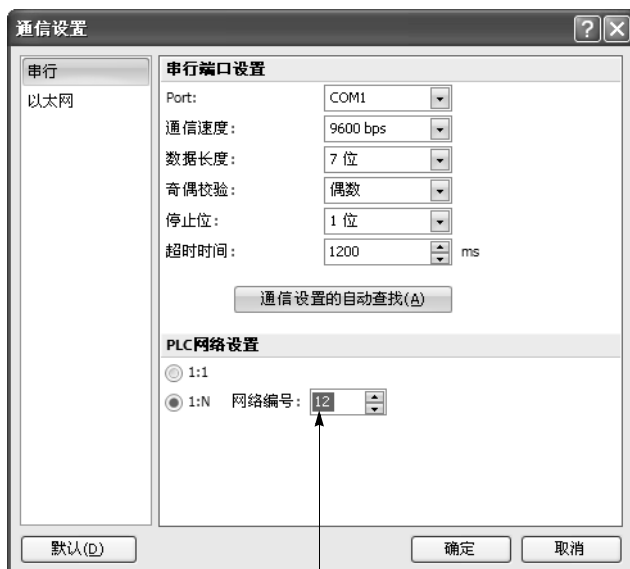 通信设置
串行
以太网
串行端口设置
Port: COM1
通信速度: 9600 bps
数据长度: 7 位
奇偶校验: 偶数
停止位: 1 位
超时时间: 1200 ms
通信设置的自动查找(A)
PLC网络设置
1:1
1:N 网络编号: 12
默认(D) 确定 取消